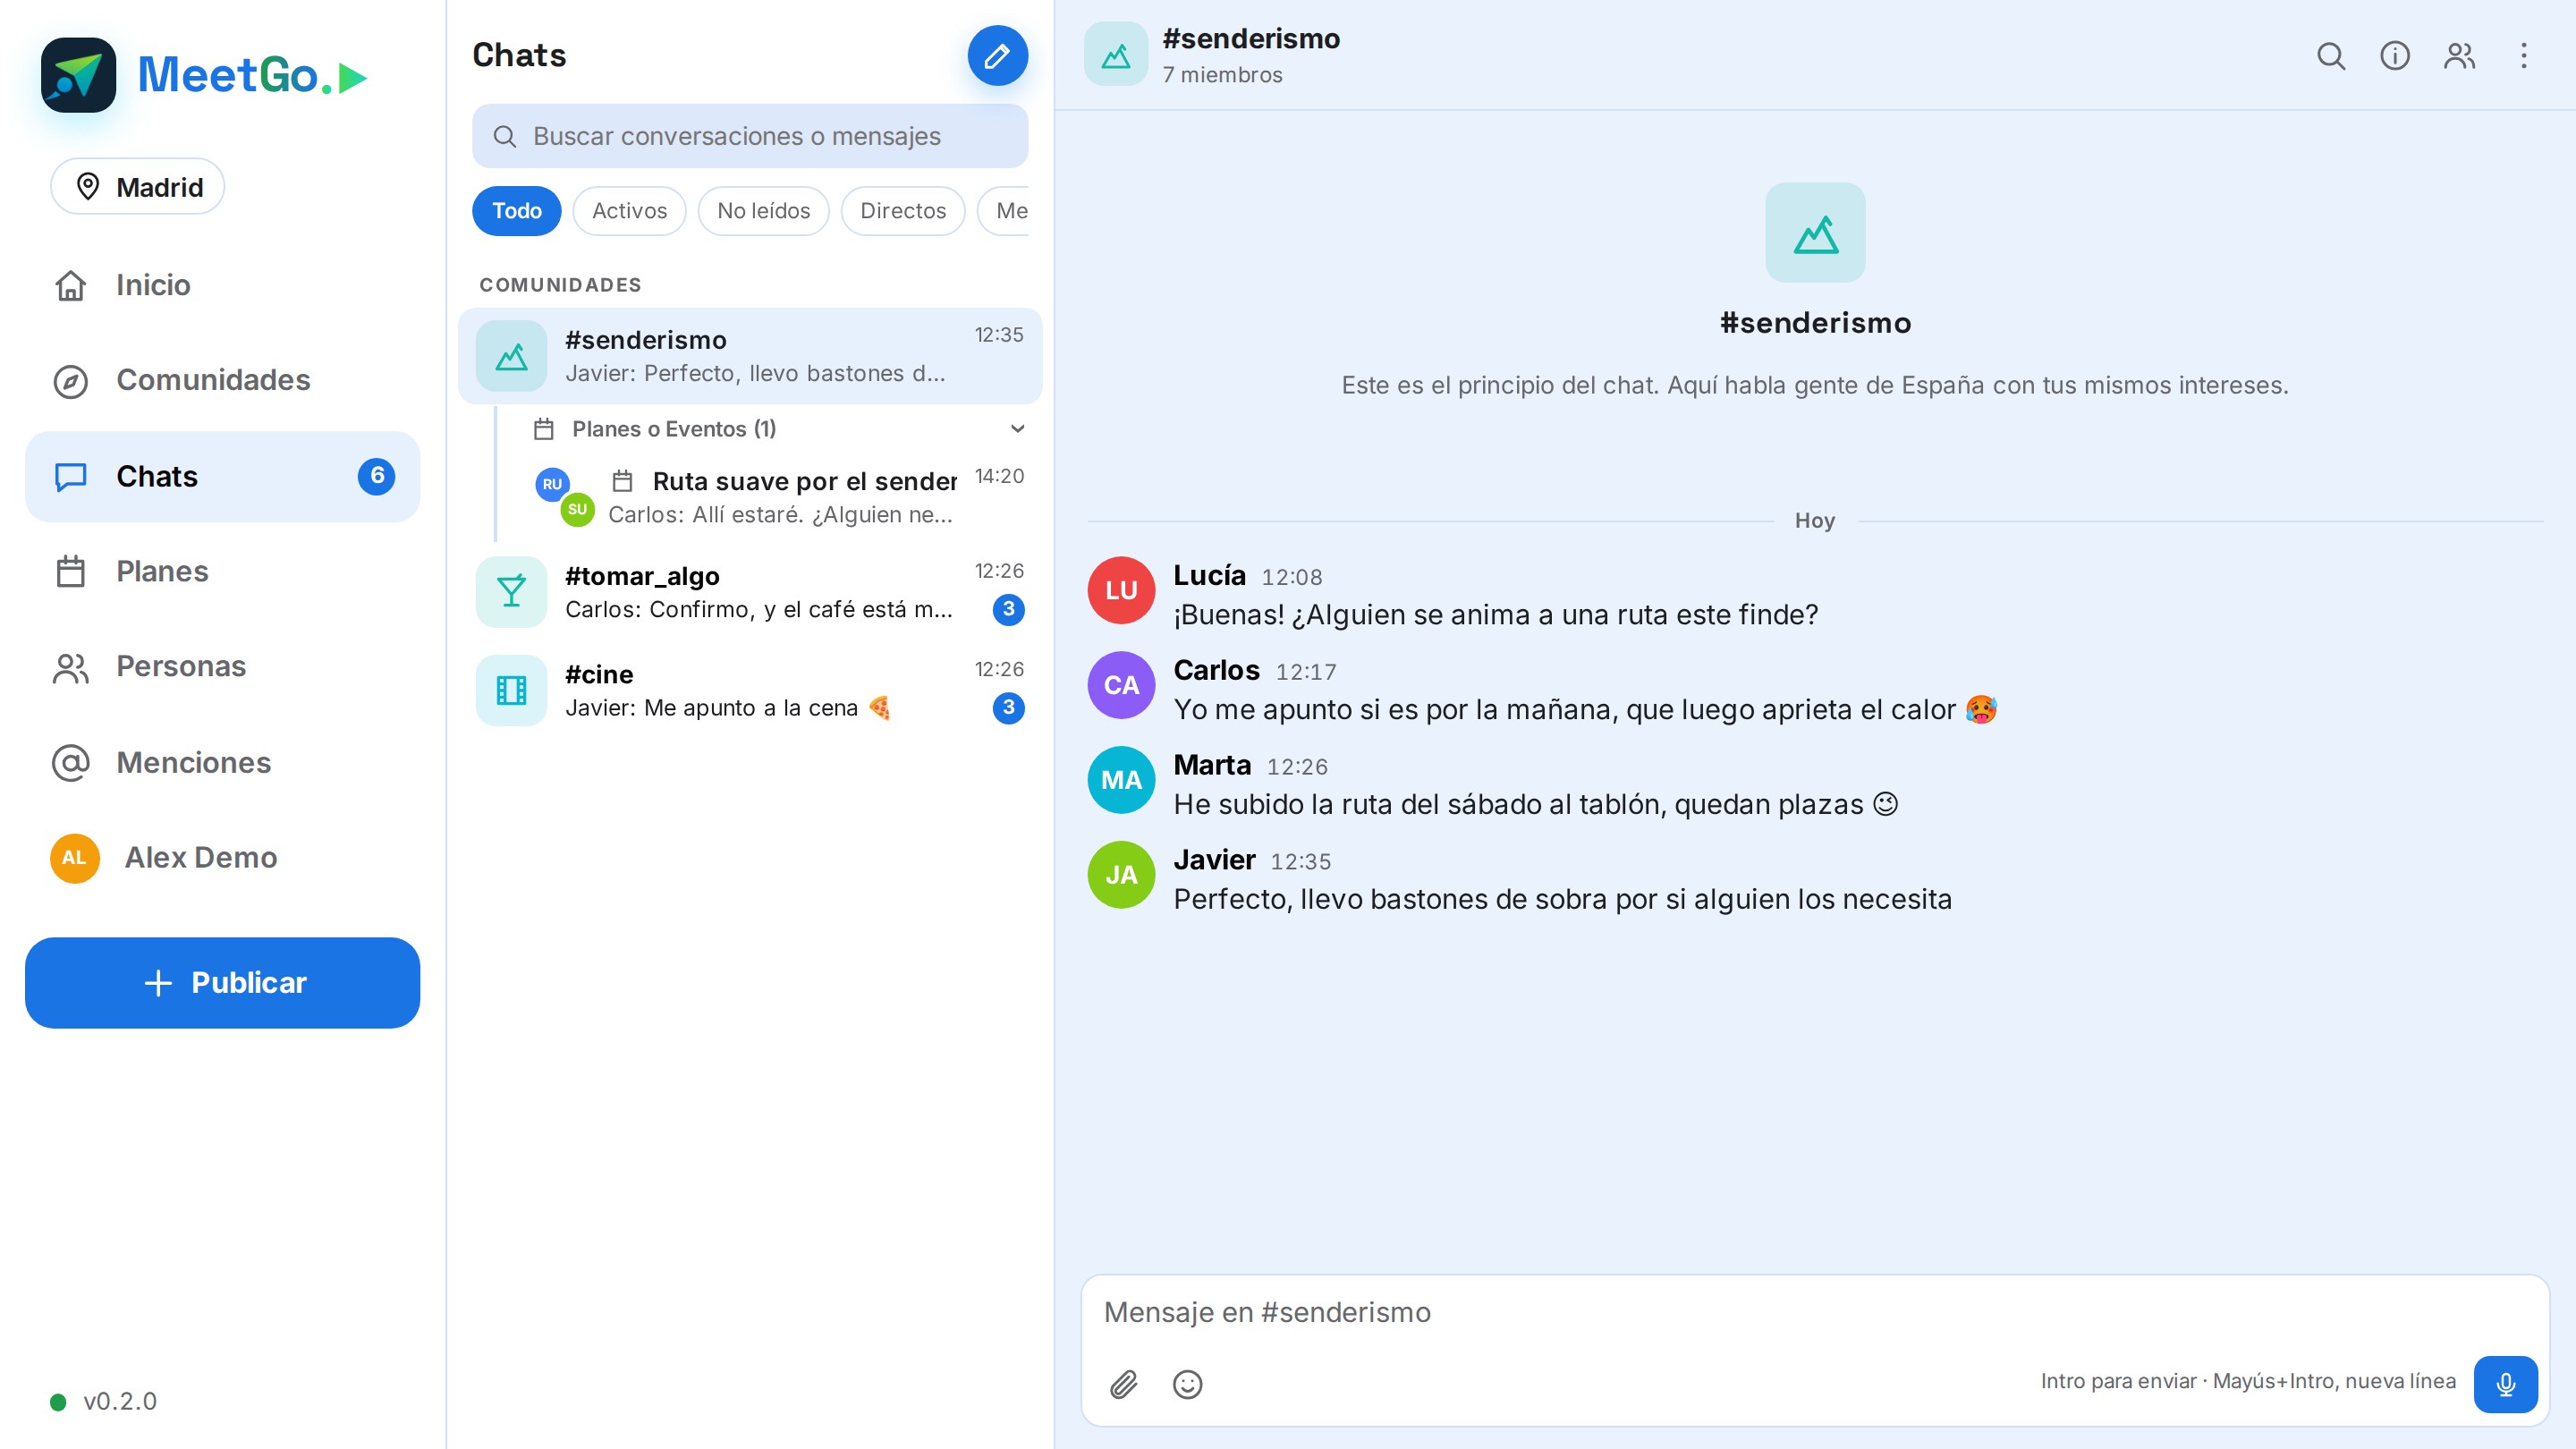 MeetGo.
Madrid
Inicio
Comunidades
Chats 6
Planes
Personas
Menciones
AL Alex Demo
Publicar
v0.2.0
Chats
Buscar conversaciones o mensajes
Todo Activos No leídos Directos Me
COMUNIDADES
#senderismo 12:35
Javier: Perfecto, llevo bastones d...
Planes o Eventos (1)
RU SU Ruta suave por el sender 14:20
Carlos: Allí estaré. ¿Alguien ne...
#tomar_algo 12:26
Carlos: Confirmo, y el café está m... 3
#cine 12:26
Javier: Me apunto a la cena 🍕 3
#senderismo
7 miembros
#senderismo
Este es el principio del chat. Aquí habla gente de España con tus mismos intereses.
Hoy
LU Lucía 12:08
¡Buenas! ¿Alguien se anima a una ruta este finde?
CA Carlos 12:17
Yo me apunto si es por la mañana, que luego aprieta el calor 🥵
MA Marta 12:26
He subido la ruta del sábado al tablón, quedan plazas 😉
JA Javier 12:35
Perfecto, llevo bastones de sobra por si alguien los necesita
Mensaje en #senderismo
Intro para enviar · Mayús+Intro, nueva línea